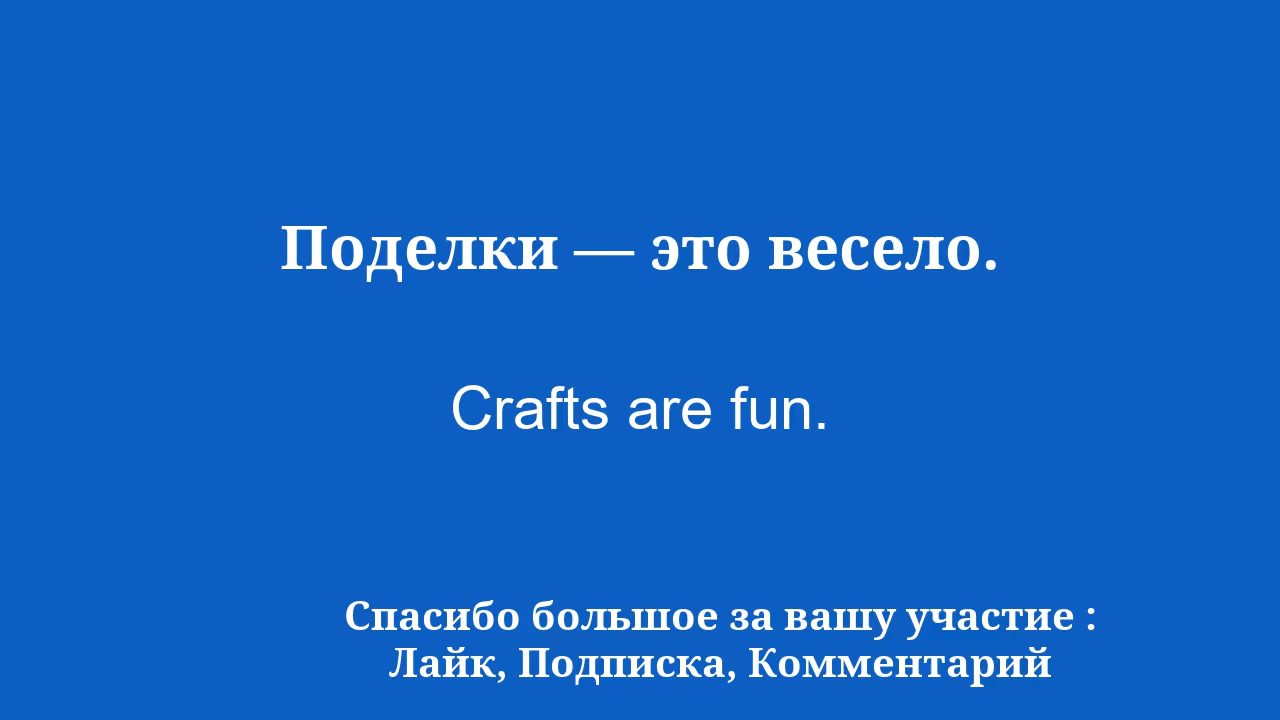 Поделки — это весело.
Crafts are fun.
Спасибо большое за вашу участие :
Лайк, Подписка, Комментарий